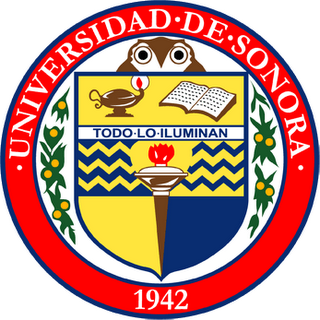 ·UNIVERSIDAD·DE·SONORA·
TODO·LO·ILUMINAN
1942